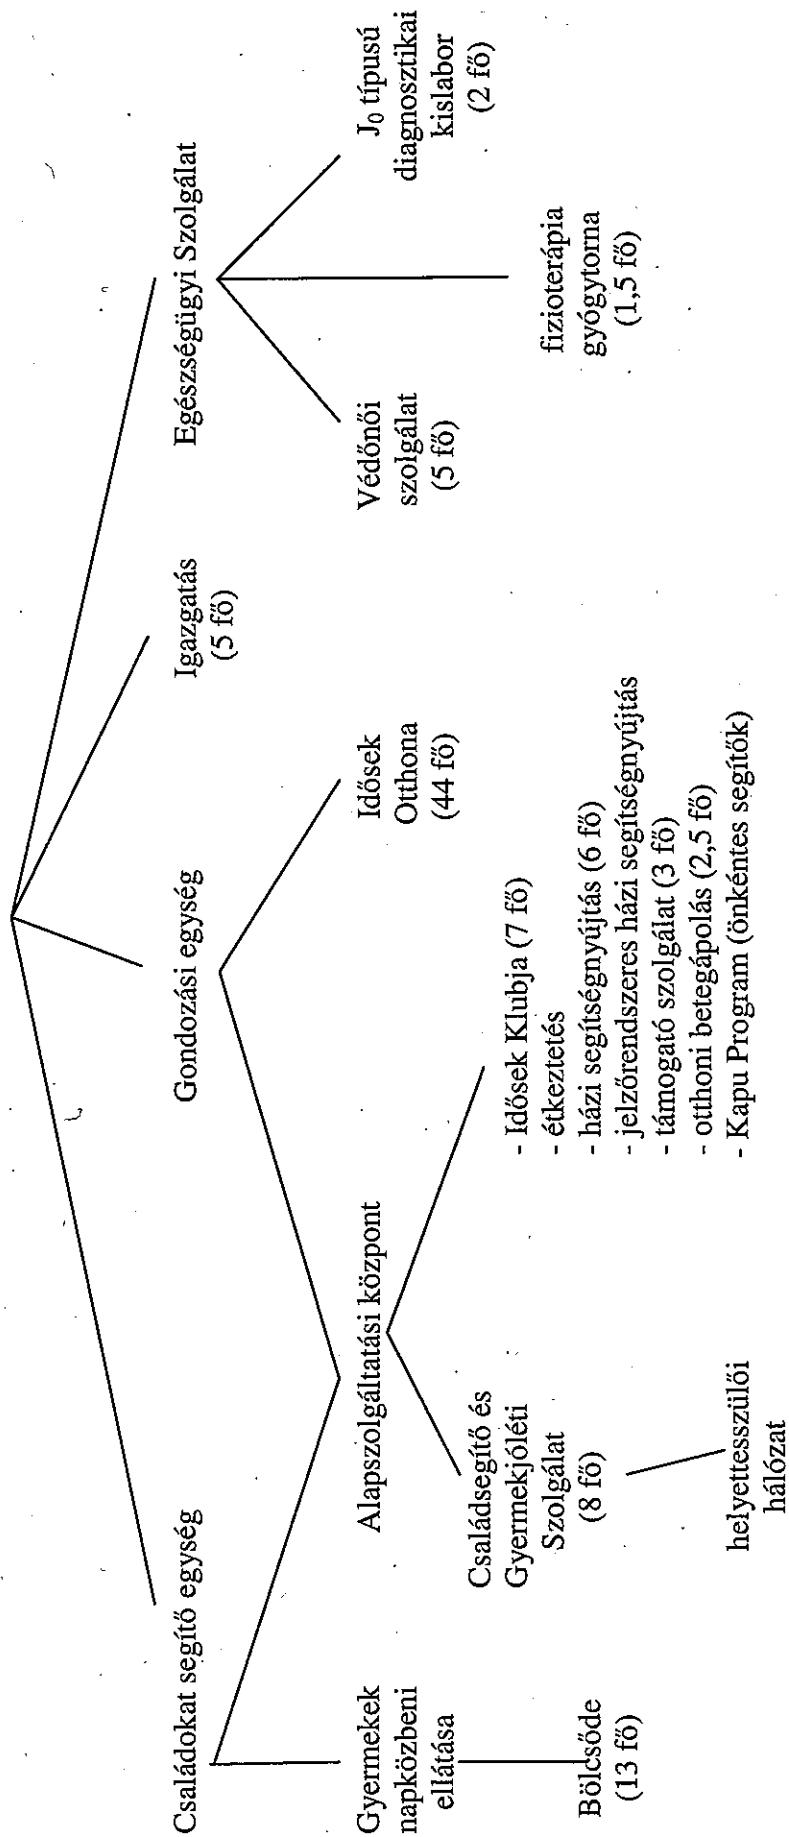 Családokat segítő egység
Gondozási egység
Igazgatás
(5 fő)
Egészségügyi Szolgálat
Gyermekek
napközbeni
ellátása
Alapszolgáltatási központ
Idősek
Otthona
(44 fő)
Védőnői
szolgálat
(5 fő)
fizioterápia
gyógytorna
(1,5 fő)
J₀ típusú
diagnosztikai
kislabor
(2 fő)
Bölcsőde
(13 fő)
Családsegítő és
Gyermekjóléti
Szolgálat
(8 fő)
- Idősek Klubja (7 fő)
- étkeztetés
- házi segítségnyújtás (6 fő)
- jelzőrendszeres házi segítségnyújtás
- támogató szolgálat (3 fő)
- otthoni betegápolás (2,5 fő)
- Kapu Program (önkéntes segítők)
helyettesszülői
hálózat